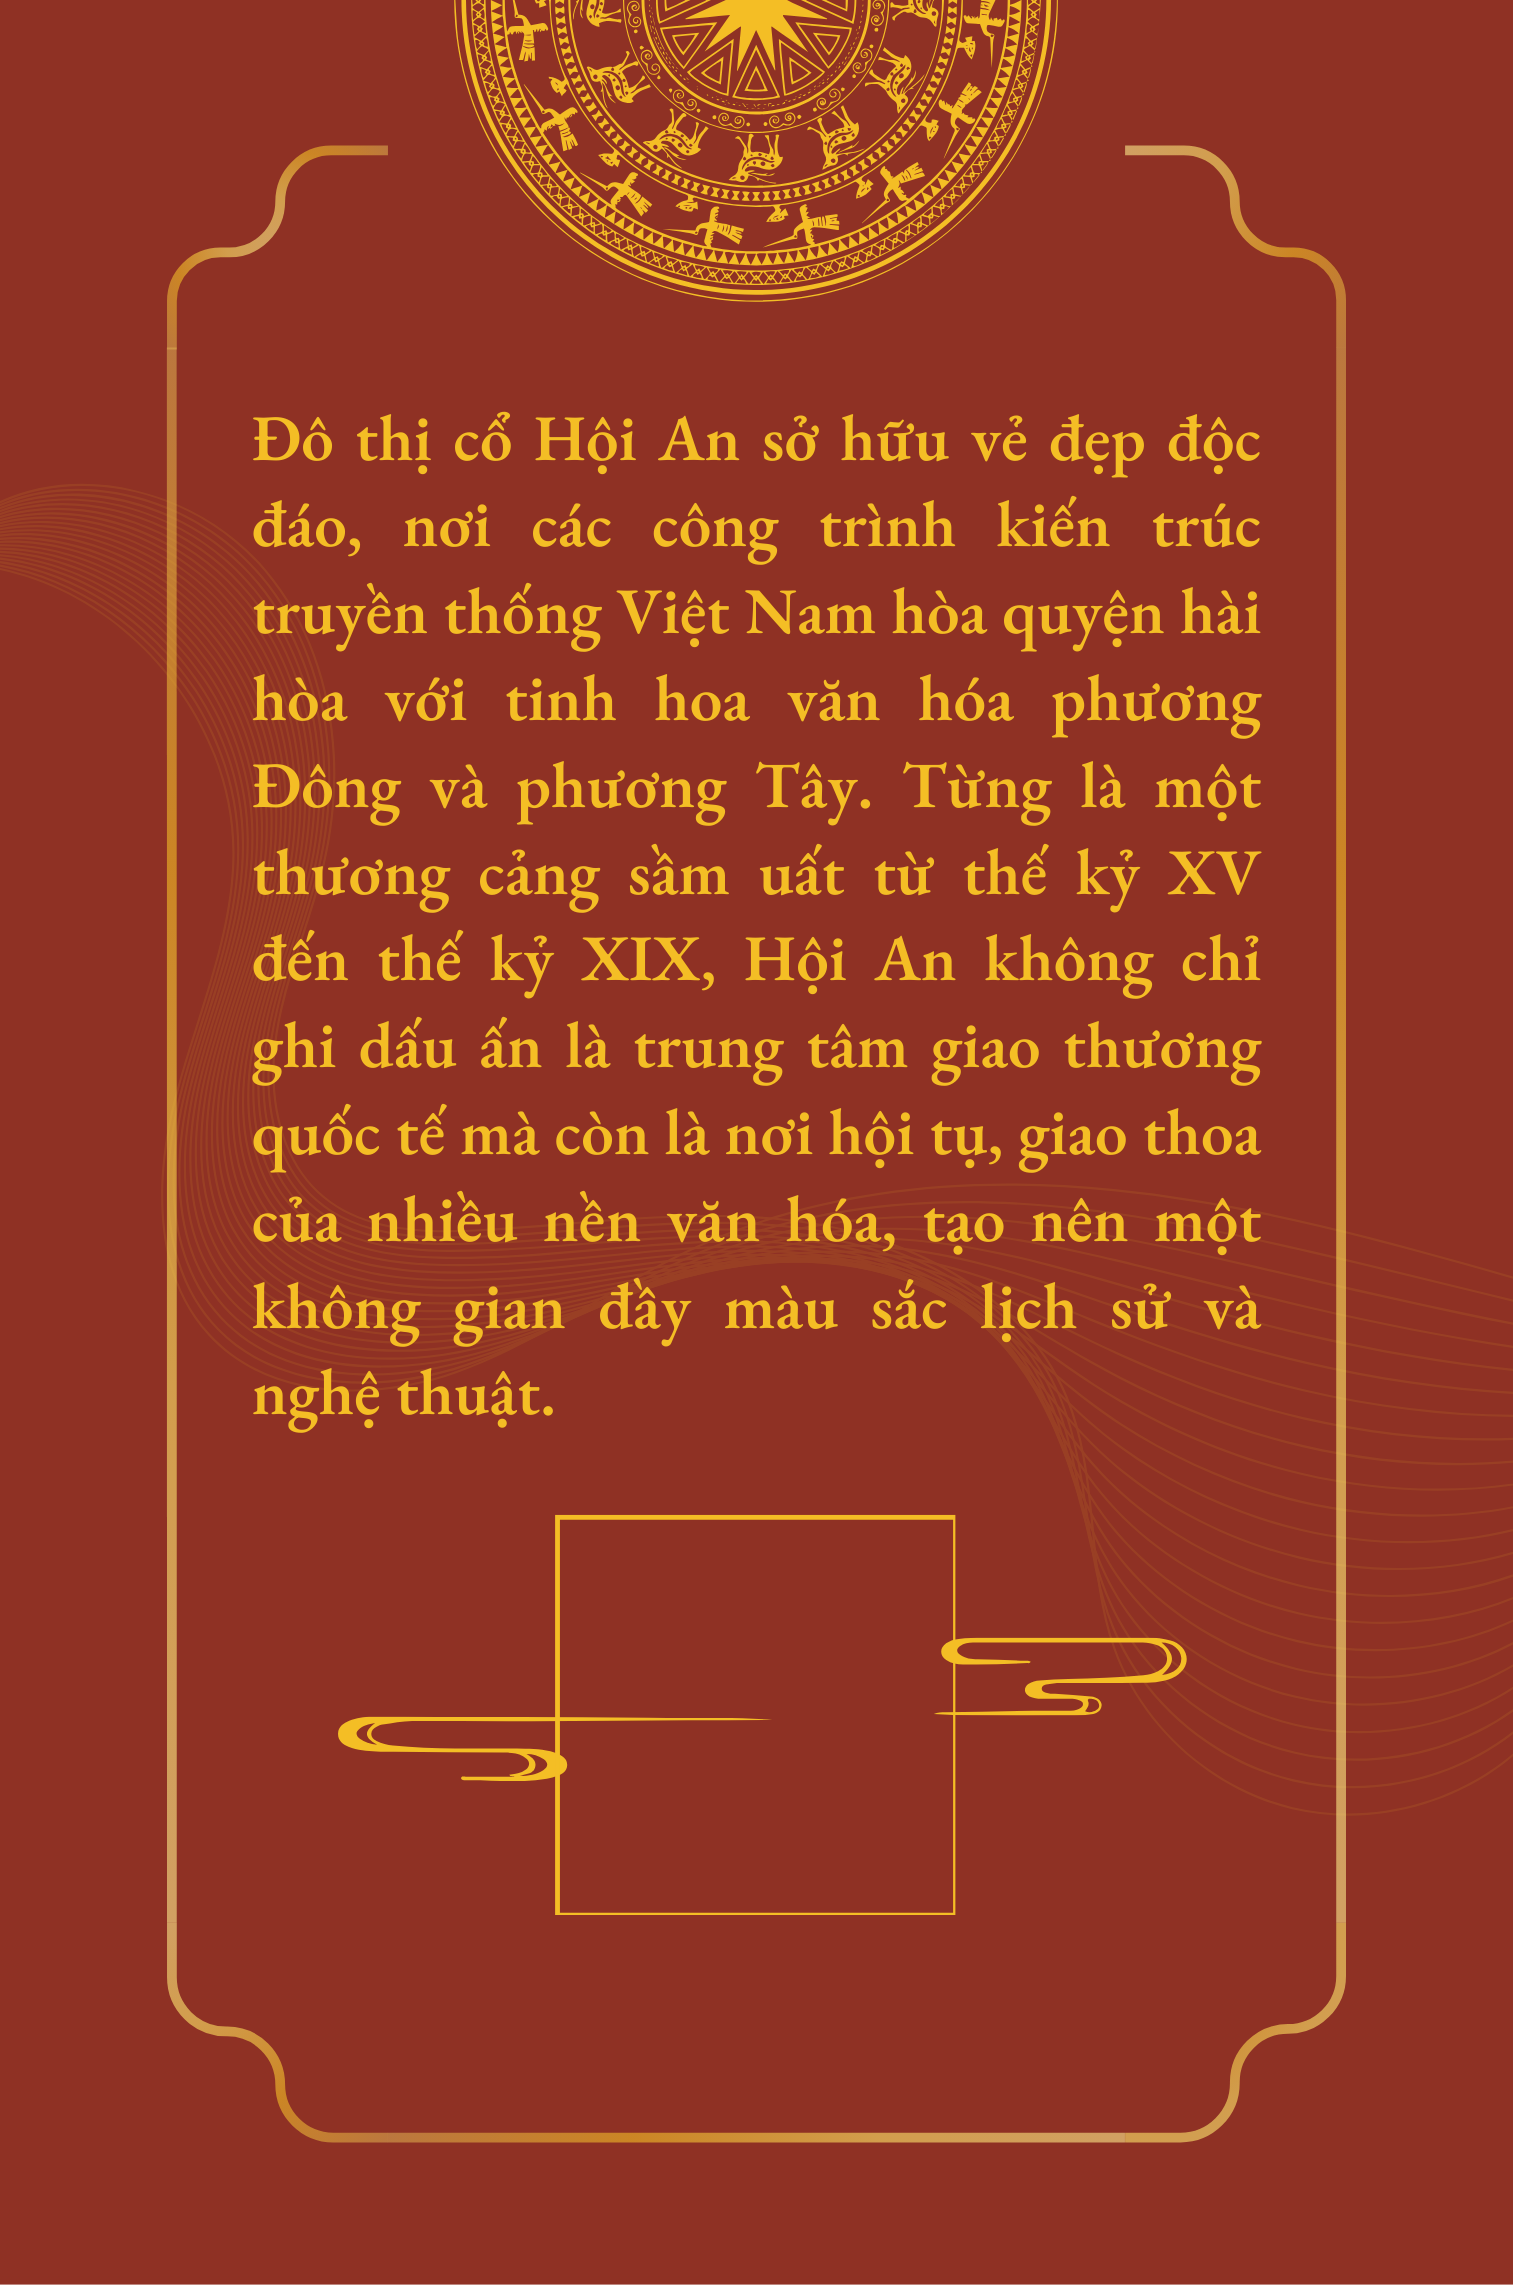 Đô thị cổ Hội An sở hữu vẻ đẹp độc
đáo, nơi các công trình kiến trúc
truyền thống Việt Nam hòa quyện hài
hòa với tinh hoa văn hóa phương
Đông và phương Tây. Từng là một
thương cảng sầm uất từ thế kỷ XV
đến thế kỷ XIX, Hội An không chỉ
ghi dấu ấn là trung tâm giao thương
quốc tế mà còn là nơi hội tụ, giao thoa
của nhiều nền văn hóa, tạo nên một
không gian đầy màu sắc lịch sử và
nghệ thuật.